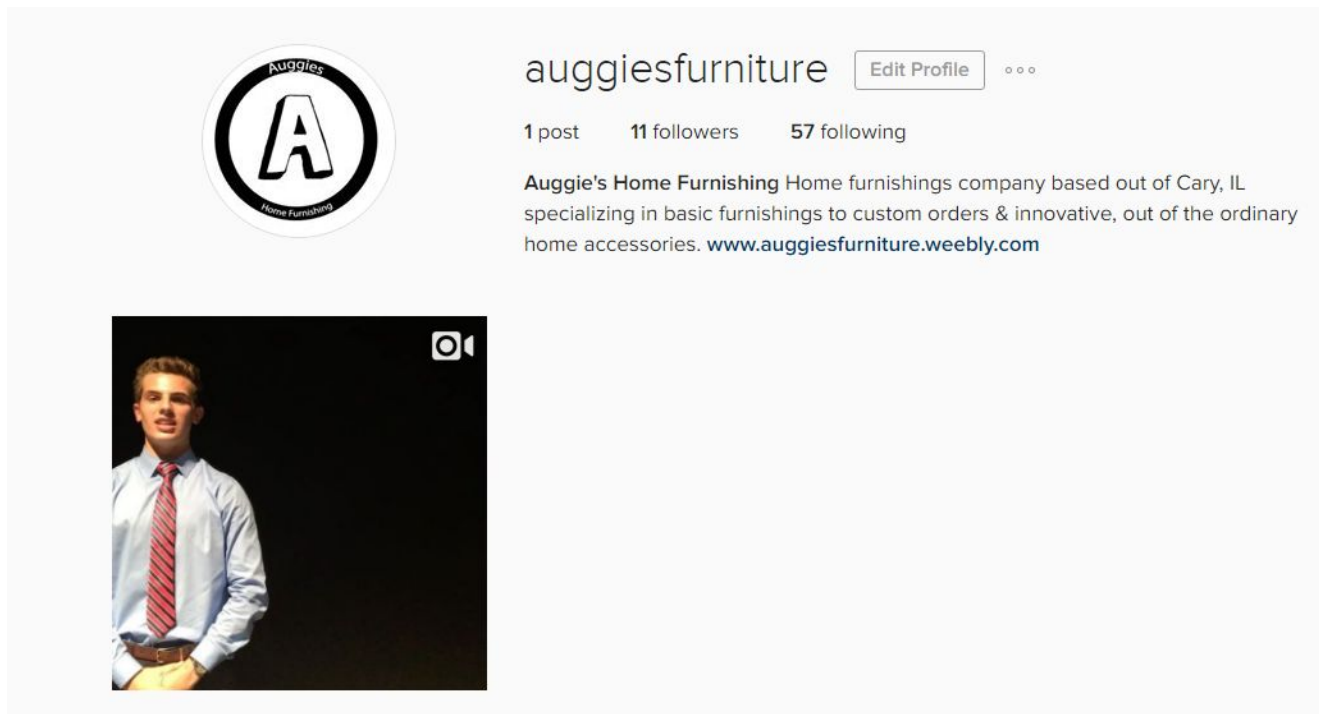 Auggies
A
Home Furnishing
auggiesfurniture Edit Profile
1 post 11 followers 57 following
Auggie's Home Furnishing Home furnishings company based out of Cary, IL
specializing in basic furnishings to custom orders & innovative, out of the ordinary
home accessories. www.auggiesfurniture.weebly.com